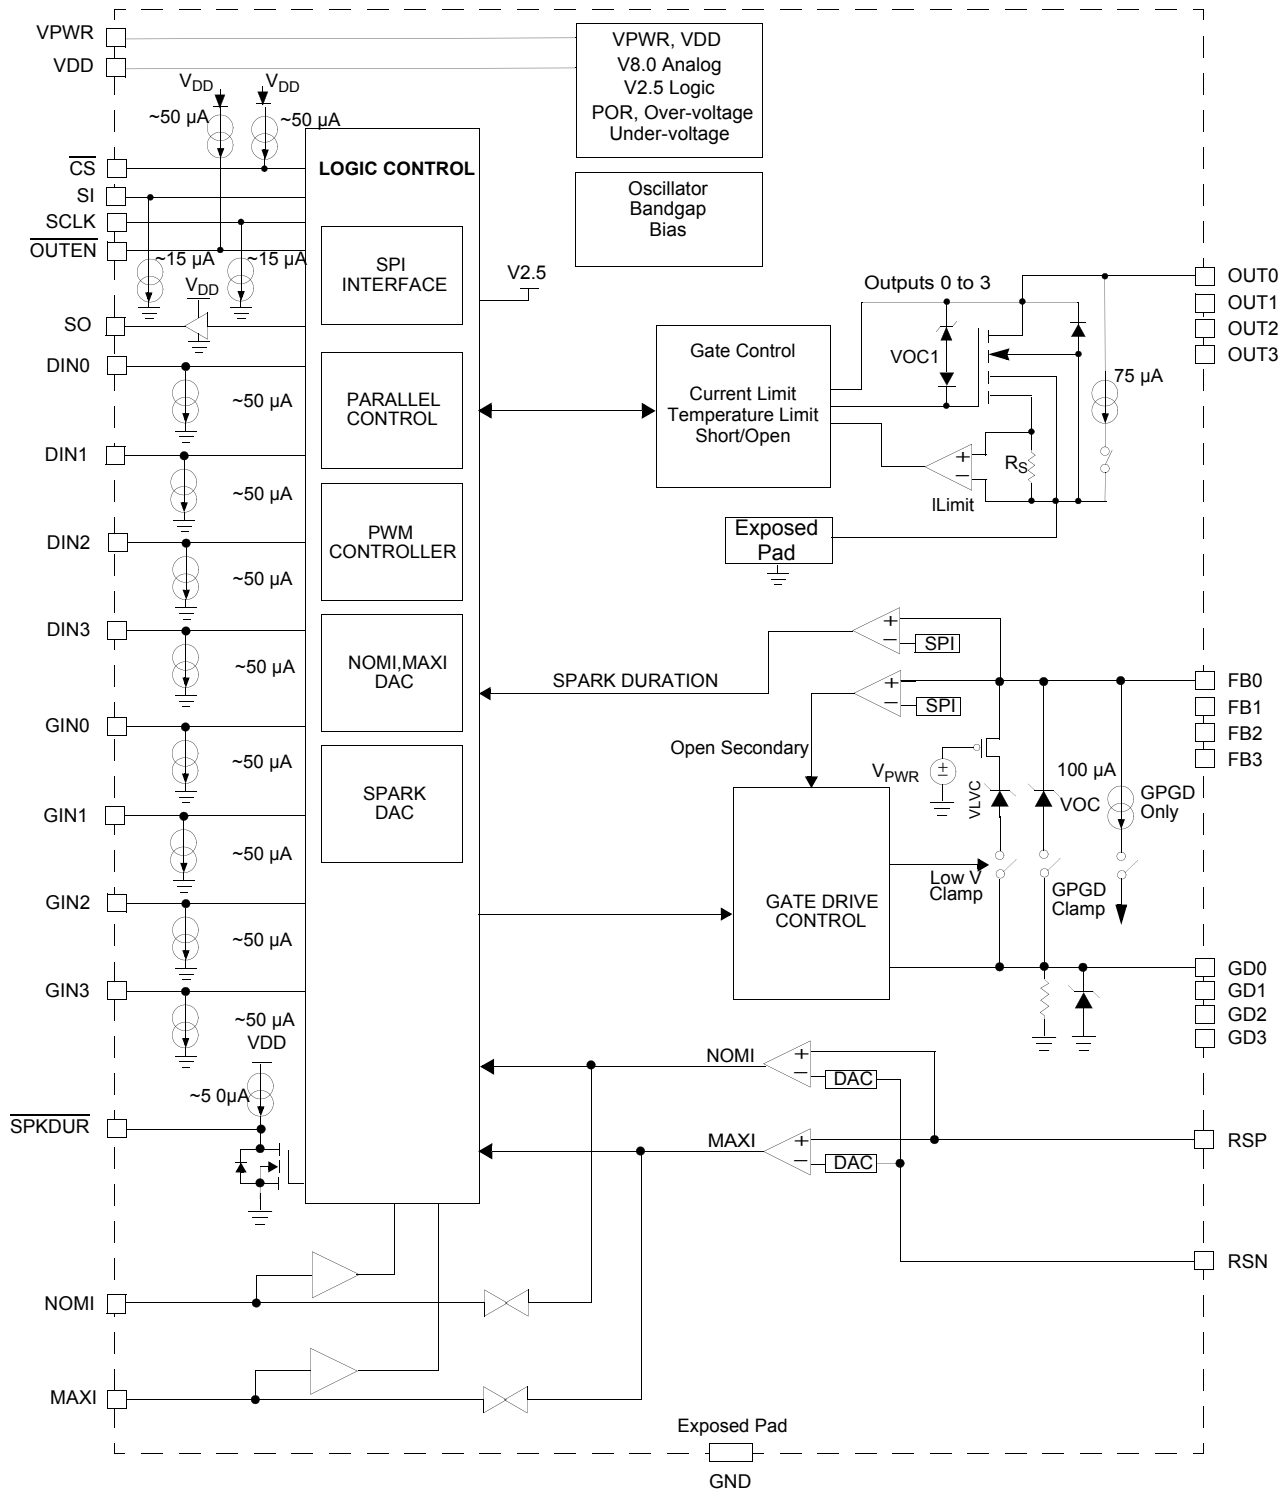 VPWR
VDD
VPWR, VDD
V8.0 Analog
V2.5 Logic
POR, Over-voltage
Under-voltage
VDD
VDD
~50 µA
~50 µA
CS
SI
SCLK
OUTEN
~15 µA
~15 µA
VDD
SO
LOGIC CONTROL
SPI
INTERFACE
V2.5
Oscillator
Bandgap
Bias
Outputs 0 to 3
OUT0
OUT1
OUT2
OUT3
DIN0
~50 µA
PARALLEL
CONTROL
Gate Control
Current Limit
Temperature Limit
Short/Open
VOC1
75 µA
RS
+
−
ILimit
DIN1
~50 µA
PWM
CONTROLLER
Exposed
Pad
DIN2
~50 µA
DIN3
~50 µA
NOMI,MAXI
DAC
SPARK DURATION
+
−
SPI
+
−
SPI
FB0
FB1
FB2
FB3
GIN0
~50 µA
SPARK
DAC
Open Secondary
VPWR
±
VLVC
100 µA
VOC
GPGD
Only
GIN1
~50 µA
Low V
Clamp
GPGD
Clamp
GATE DRIVE
CONTROL
GIN2
~50 µA
GIN3
~50 µA
GD0
GD1
GD2
GD3
VDD
~5 0µA
SPKDUR
NOMI
+
−
DAC
MAXI
+
−
DAC
RSP
RSN
NOMI
MAXI
Exposed Pad
GND